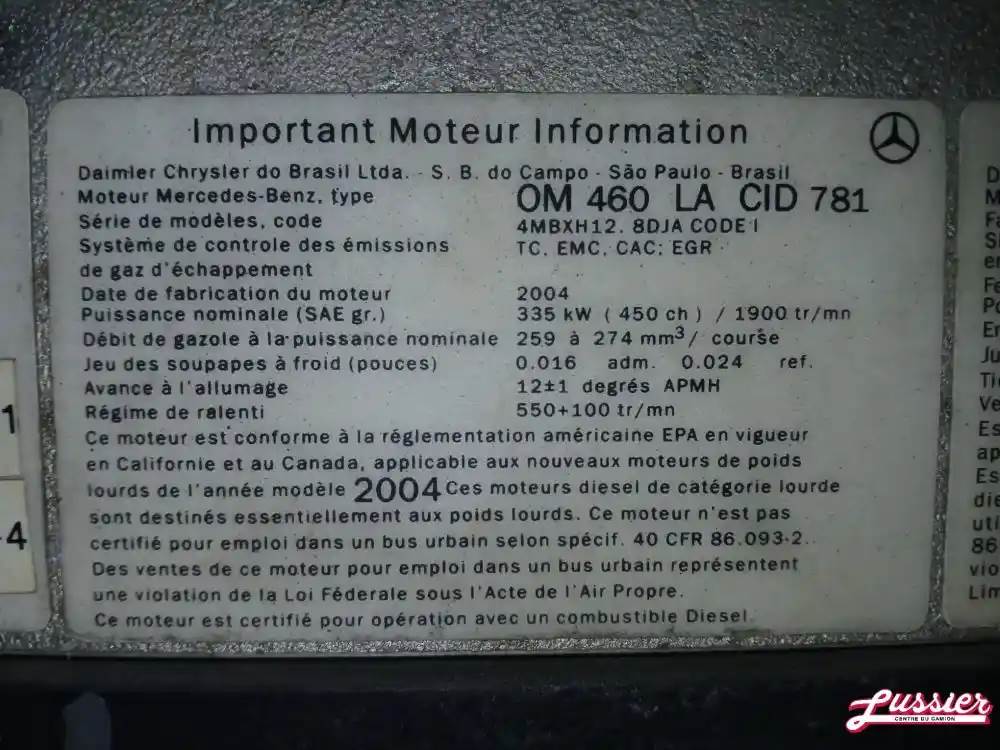 Important Moteur Information
Daimler Chrysler do Brasil Ltda. - S. B. do Campo - São Paulo - Brasil
Moteur Mercedes-Benz, type OM 460 LA CID 781
Série de modèles, code 4MBXH12. 8DJA CODE I
Système de controle des émissions TC, EMC, CAC; EGR
de gaz d'échappement
Date de fabrication du moteur 2004
Puissance nominale (SAE gr.) 335 kW ( 450 ch ) / 1900 tr/mn
Débit de gazole à la puissance nominale 259 à 274 mm³/ course
Jeu des soupapes à froid (pouces) 0.016 adm. 0.024 ref.
Avance à l'allumage 12±1 degrés APMH
Régime de ralenti 550+100 tr/mn
Ce moteur est conforme à la réglementation américaine EPA en vigueur
en Californie et au Canada, applicable aux nouveaux moteurs de poids
lourds de l'année modèle 2004 Ces moteurs diesel de catégorie lourde
sont destinés essentiellement aux poids lourds. Ce moteur n'est pas
certifié pour emploi dans un bus urbain selon spécif. 40 CFR 86.093-2.
Des ventes de ce moteur pour emploi dans un bus urbain représentent
une violation de la Loi Féderale sous l'Acte de l'Air Propre.
Ce moteur est certifié pour opération avec un combustible Diesel.
1
4
Lussier
CENTRE DU CAMION